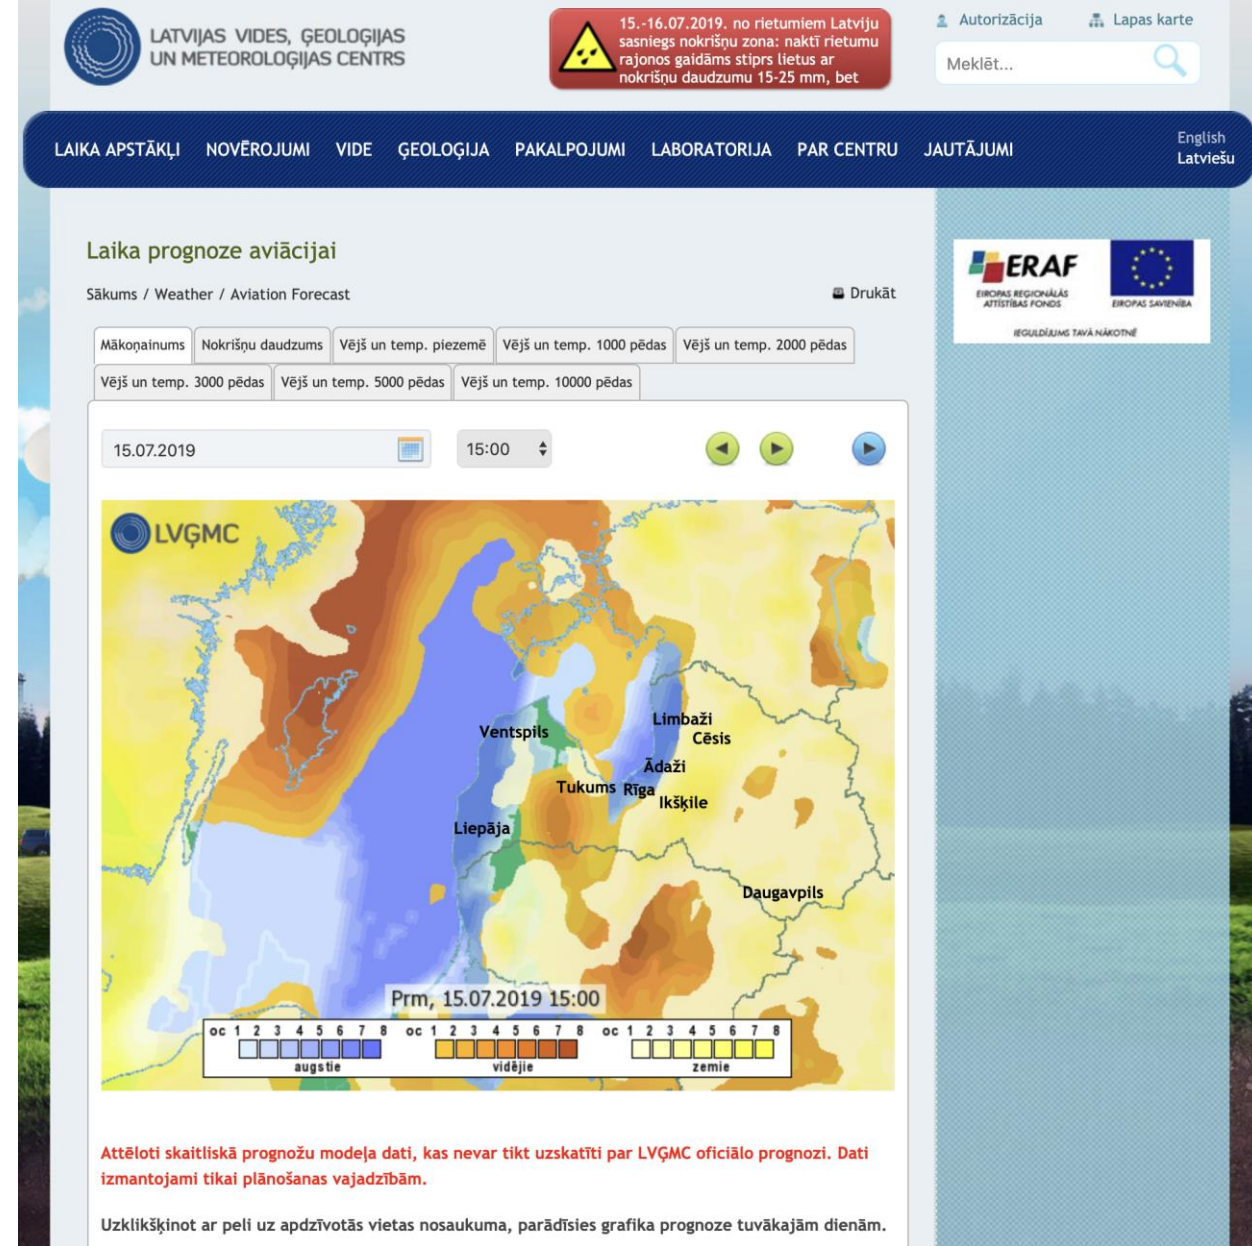 LATVIJAS VIDES, ĢEOLOĢIJAS
UN METEOROLOĢIJAS CENTRS
15.-16.07.2019. no rietumiem Latviju
sasniegs nokrišņu zona: naktī rietumu
rajonos gaidāms stiprs lietus ar
nokrišņu daudzumu 15-25 mm, bet
Autorizācija
Lapas karte
Meklēt...
LAIKA APSTĀKĻI NOVĒROJUMI VIDE ĢEOLOĢIJA PAKALPOJUMI LABORATORIJA PAR CENTRU JAUTĀJUMI
English
Latviešu
Laika prognoze aviācijai
Sākums / Weather / Aviation Forecast
Drukāt
ERAF
EIROPAS REĢIONĀLĀS
ATTĪSTĪBAS FONDS
EIROPAS SAVIENĪBA
IEGULDĪJUMS TAVĀ NĀKOTNĒ
Mākoņainums Nokrišņu daudzums Vējš un temp. piezemē Vējš un temp. 1000 pēdas Vējš un temp. 2000 pēdas
Vējš un temp. 3000 pēdas Vējš un temp. 5000 pēdas Vējš un temp. 10000 pēdas
15.07.2019
15:00
LVĢMC
Ventspils
Limbaži
Cēsis
Ādaži
Tukums
Rīga
Ikšķile
Liepāja
Daugavpils
Prm, 15.07.2019 15:00
oc 1 2 3 4 5 6 7 8 oc 1 2 3 4 5 6 7 8 oc 1 2 3 4 5 6 7 8
augstie vidējie zemie
Attēloti skaitliskā prognožu modeļa dati, kas nevar tikt uzskatīti par LVĢMC oficiālo prognozi. Dati
izmantojami tikai plānošanas vajadzībām.
Uzklikšķinot ar peli uz apdzīvotās vietas nosaukuma, parādīsies grafika prognoze tuvākajām dienām.